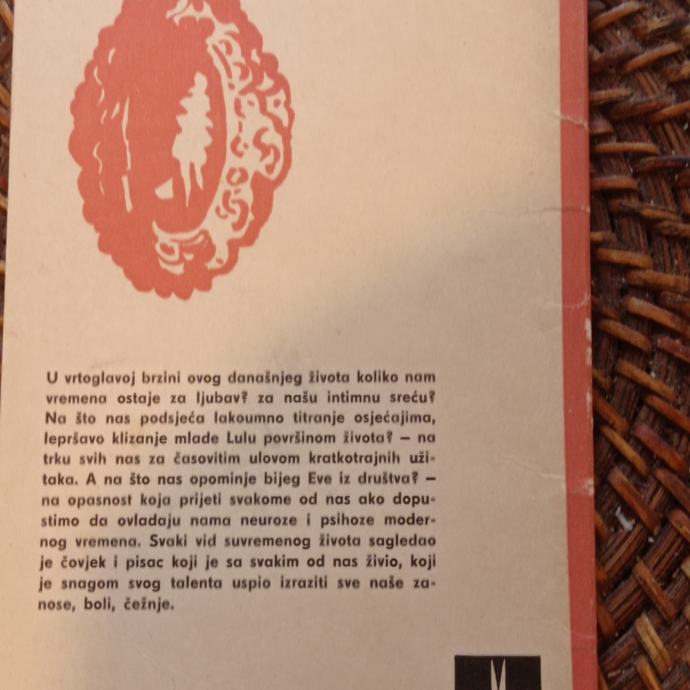 U vrtoglavoj brzini ovog današnjeg života koliko nam
vremena ostaje za ljubav? za našu intimnu sreću?
Na što nas podsjeća lakoumno titranje osjećajima,
lepršavo klizanje mlade Lulu površinom života? – na
trku svih nas za časovitim ulovom kratkotrajnih uži-
taka. A na što nas opominje bijeg Eve iz društva? –
na opasnost koja prijeti svakome od nas ako dopu-
stimo da ovladaju nama neuroze i psihoze moder-
nog vremena. Svaki vid suvremenog života sagledao
je čovjek i pisac koji je sa svakim od nas živio, koji
je snagom svog talenta uspio izraziti sve naše za-
nose, boli, čežnje.